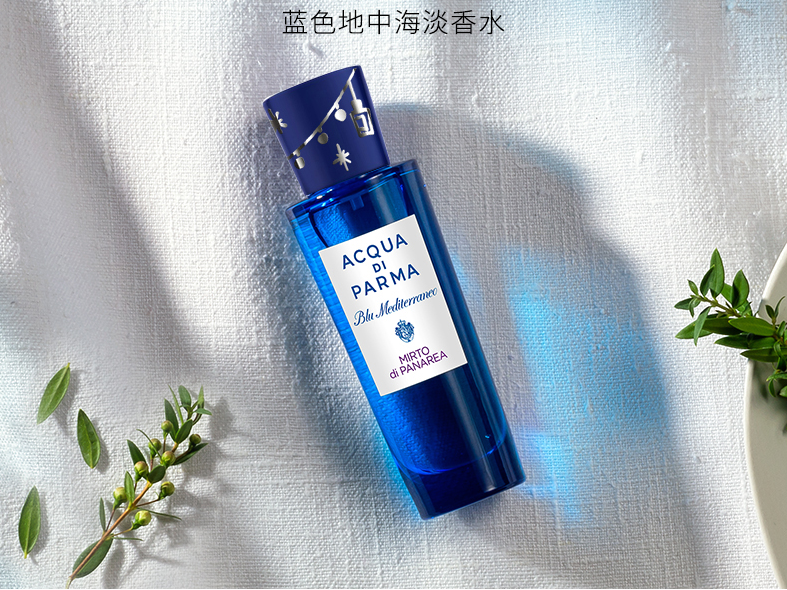 蓝色地中海淡香水
ACQUA
DI
PARMA
Blu Mediterraneo
MIRTO
di PANAREA